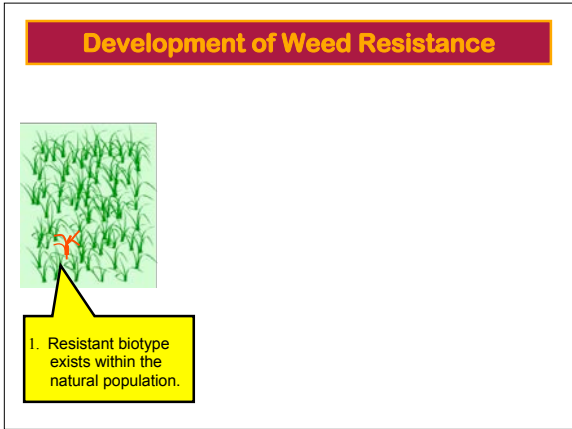 Development of Weed Resistance
1. Resistant biotype
exists within the
natural population.